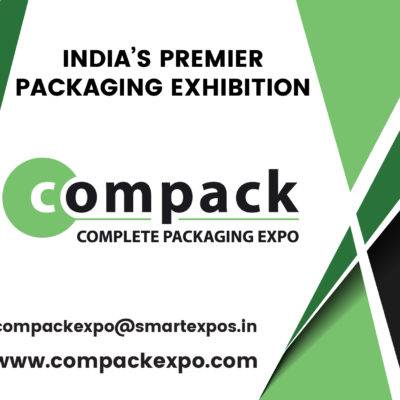 INDIA'S PREMIER
PACKAGING EXHIBITION
compack
COMPLETE PACKAGING EXPO
compackexpo@smartexpos.in
www.compackexpo.com